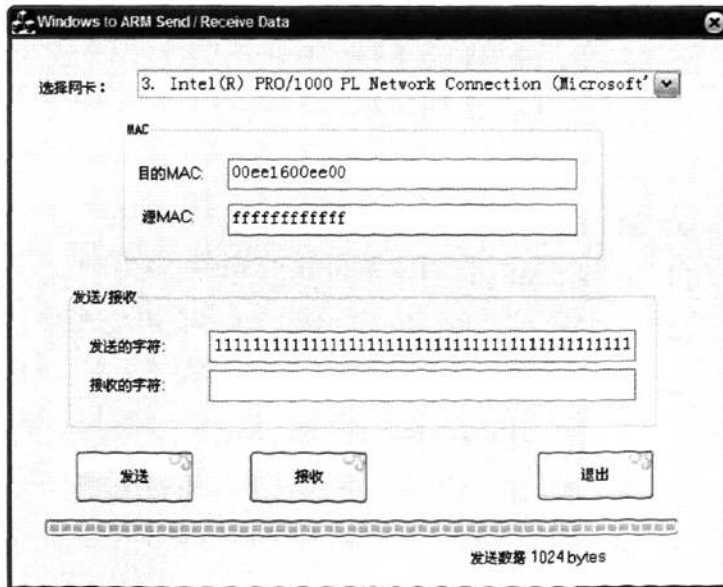 Windows to ARM Send / Receive Data
选择网卡: 3. Intel(R) PRO/1000 PL Network Connection (Microsoft'
MAC
目的MAC: 00ee1600ee00
源MAC: ffffffffffff
发送/接收
发送的字符: 11111111111111111111111111111111111111111111111111111
接收的字符:
发送 接收 退出
发送数据 1024 bytes